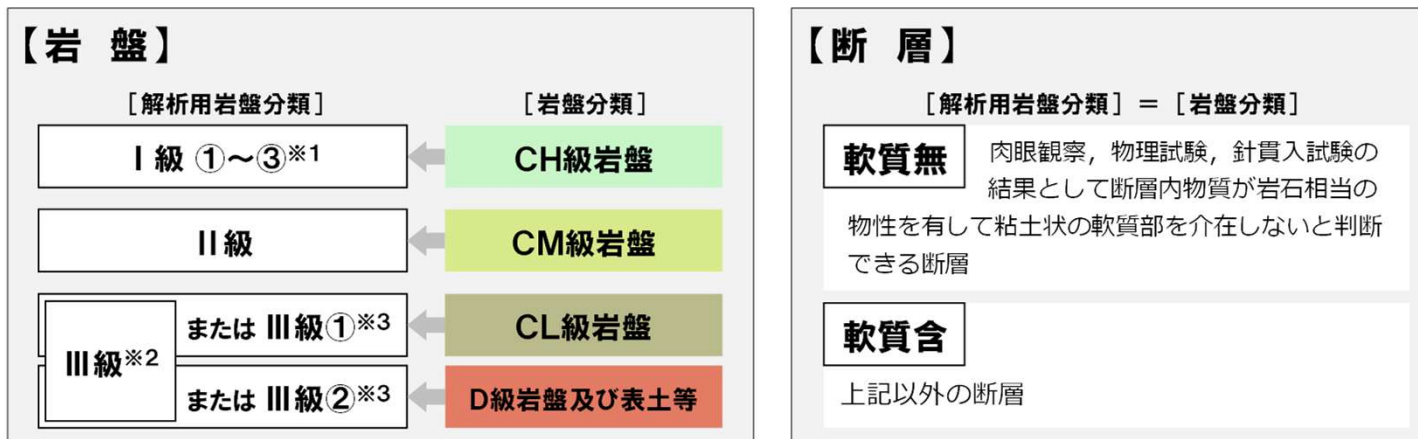 【岩 盤】
［解析用岩盤分類］ ［岩盤分類］
Ⅰ級 ①～③※1 CH級岩盤
Ⅱ級 CM級岩盤
または Ⅲ級①※3 CL級岩盤
Ⅲ級※2
または Ⅲ級②※3 D級岩盤及び表土等
【断 層】
［解析用岩盤分類］＝［岩盤分類］
軟質無
肉眼観察，物理試験，針貫入試験の
結果として断層内物質が岩石相当の
物性を有して粘土状の軟質部を介在しないと判断
できる断層
軟質含
上記以外の断層